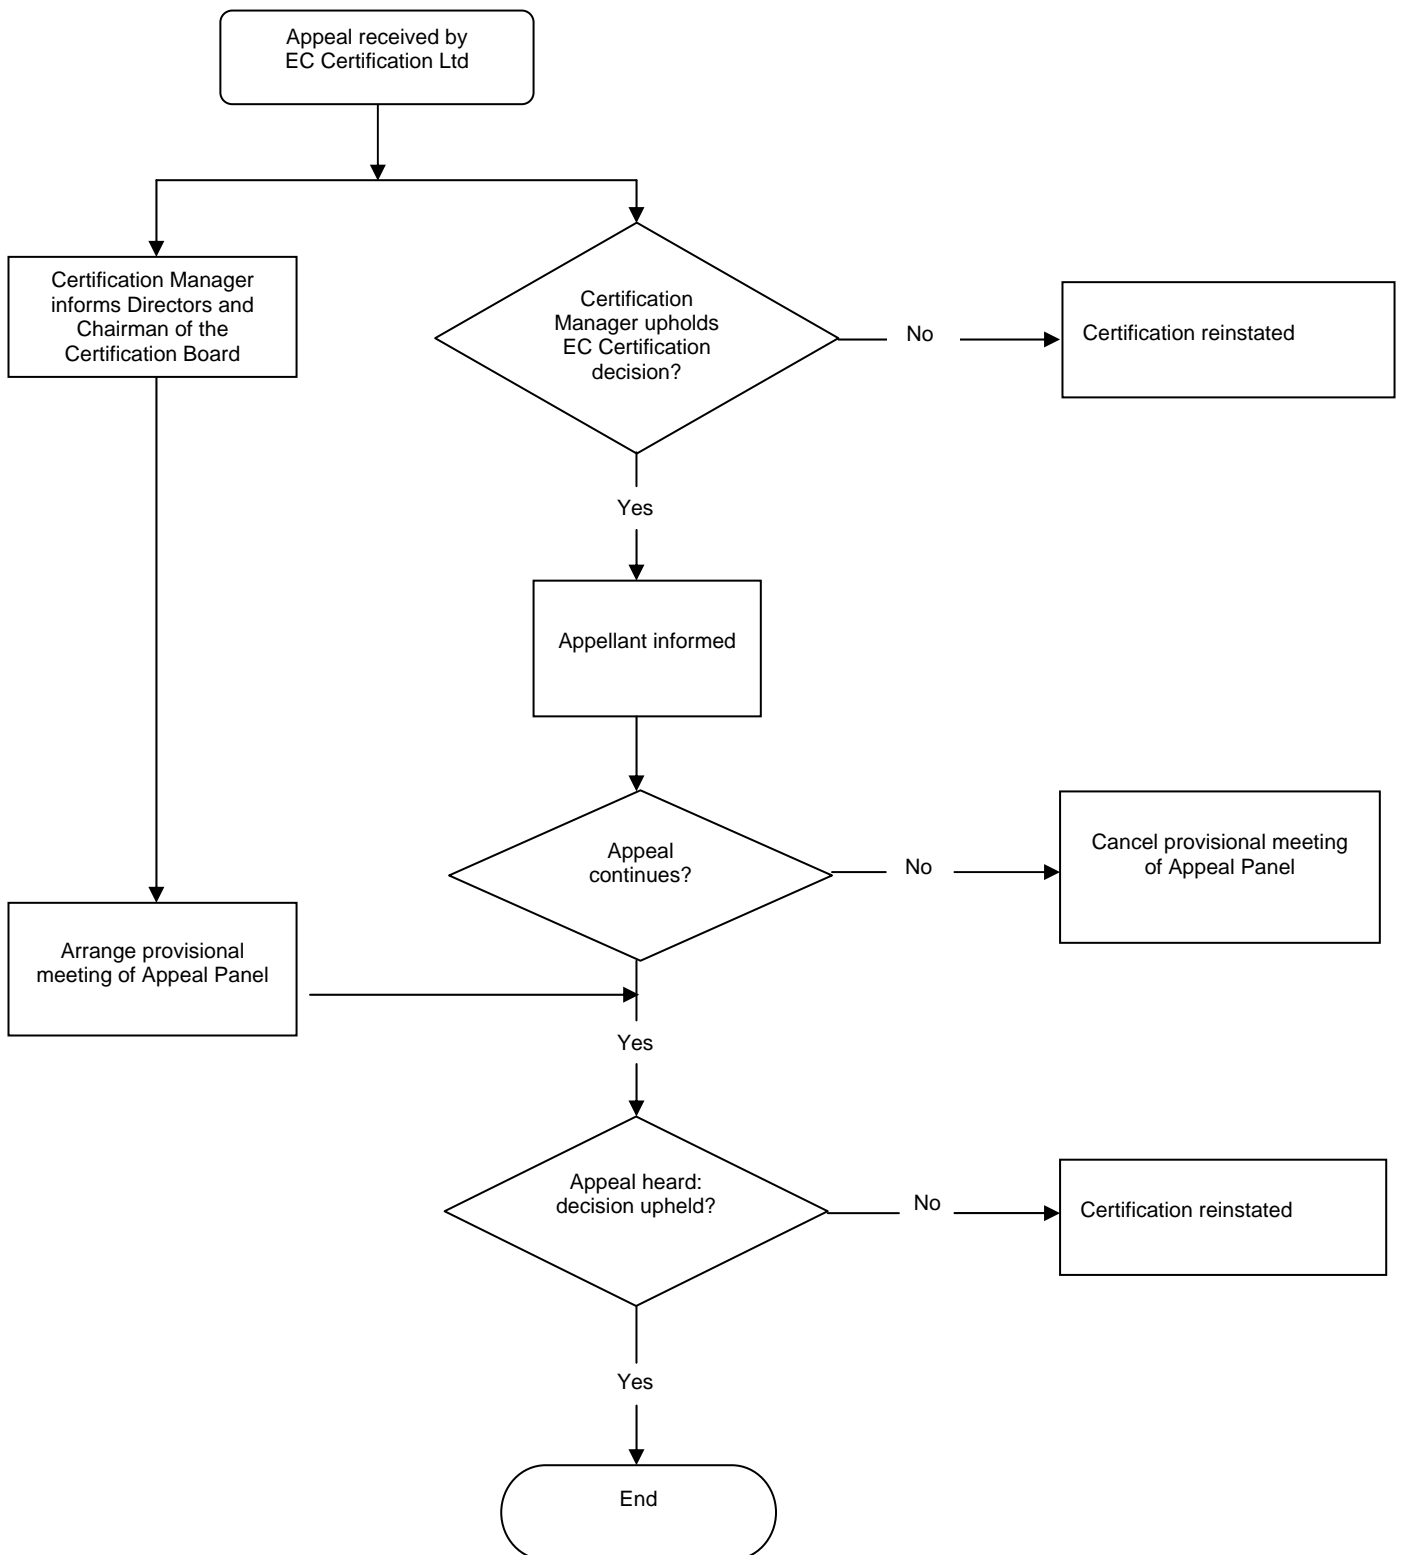 Appeal received by
EC Certification Ltd
Certification Manager
informs Directors and
Chairman of the
Certification Board
Certification
Manager upholds
EC Certification
decision?
No
Certification reinstated
Yes
Appellant informed
Appeal
continues?
No
Cancel provisional meeting
of Appeal Panel
Arrange provisional
meeting of Appeal Panel
Yes
Appeal heard:
decision upheld?
No
Certification reinstated
Yes
End